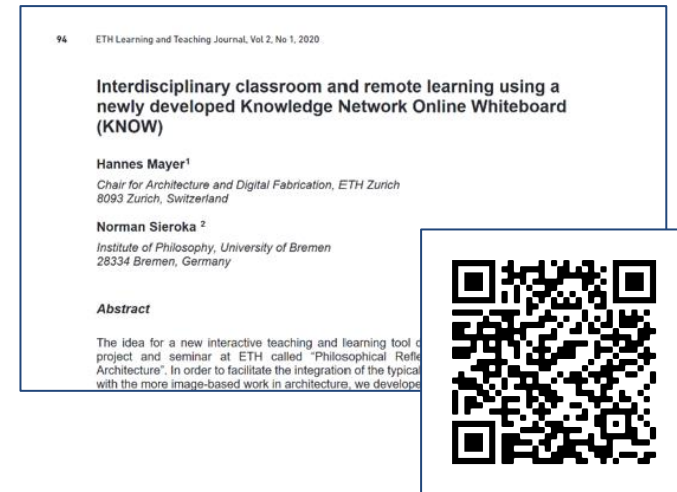 94 ETH Learning and Teaching Journal, Vol 2, No 1, 2020
Interdisciplinary classroom and remote learning using a
newly developed Knowledge Network Online Whiteboard
(KNOW)
Hannes Mayer1
Chair for Architecture and Digital Fabrication, ETH Zurich
8093 Zurich, Switzerland
Norman Sieroka 2
Institute of Philosophy, University of Bremen
28334 Bremen, Germany
Abstract
The idea for a new interactive teaching and learning tool
project and seminar at ETH called “Philosophical
Architecture”. In order to facilitate the integration of the typical
with the more image-based work in architecture, we